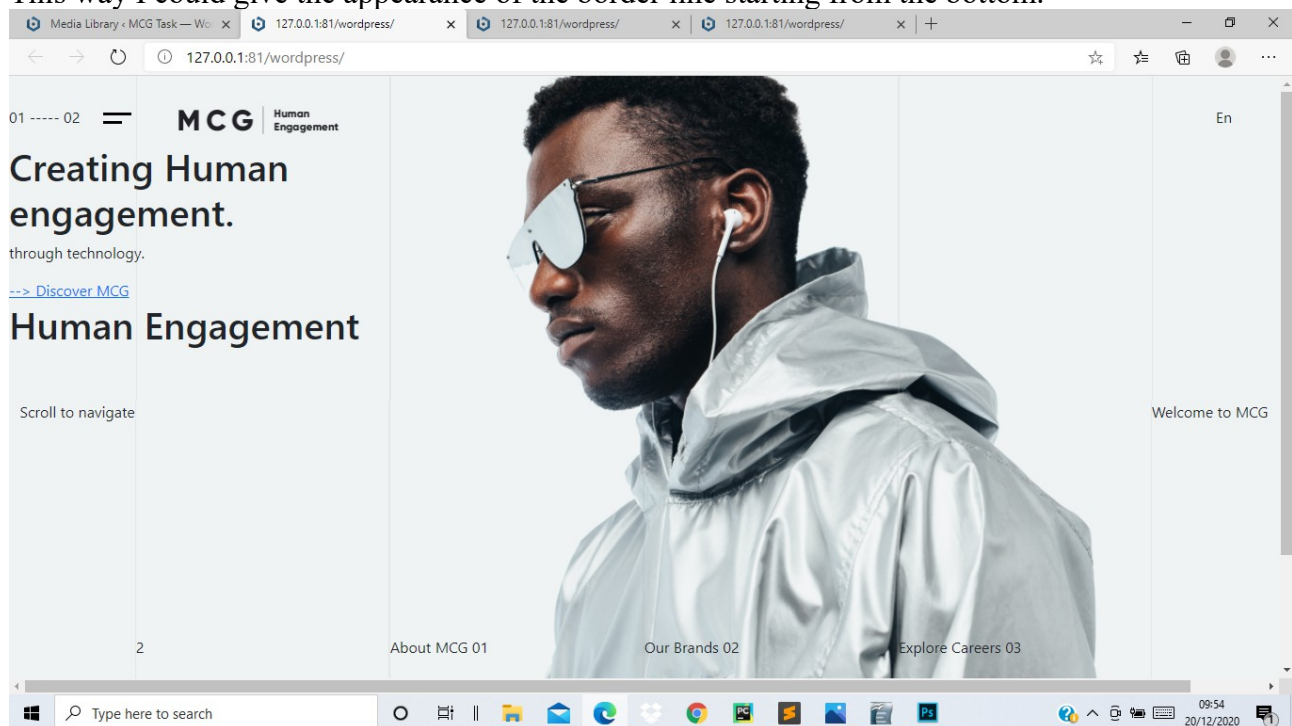 This way I could give the appearance of the border line starting from the bottom.
Media Library ‹ MCG Task — Wo
127.0.0.1:81/wordpress/
127.0.0.1:81/wordpress/
127.0.0.1:81/wordpress/
127.0.0.1:81/wordpress/
01 ----- 02
MCG
Human
Engagement
En
Creating Human
engagement.
through technology.
--> Discover MCG
Human Engagement
Scroll to navigate
Welcome to MCG
2
About MCG 01
Our Brands 02
Explore Careers 03
Type here to search
PC
Ps
09:54
20/12/2020
1